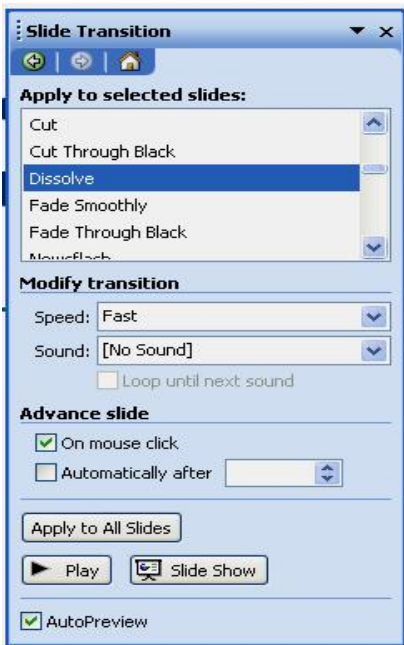 Slide Transition
Apply to selected slides:
Cut
Cut Through Black
Dissolve
Fade Smoothly
Fade Through Black
Newsflash
Modify transition
Speed: Fast
Sound: [No Sound]
Loop until next sound
Advance slide
On mouse click
Automatically after
Apply to All Slides
Play Slide Show
AutoPreview